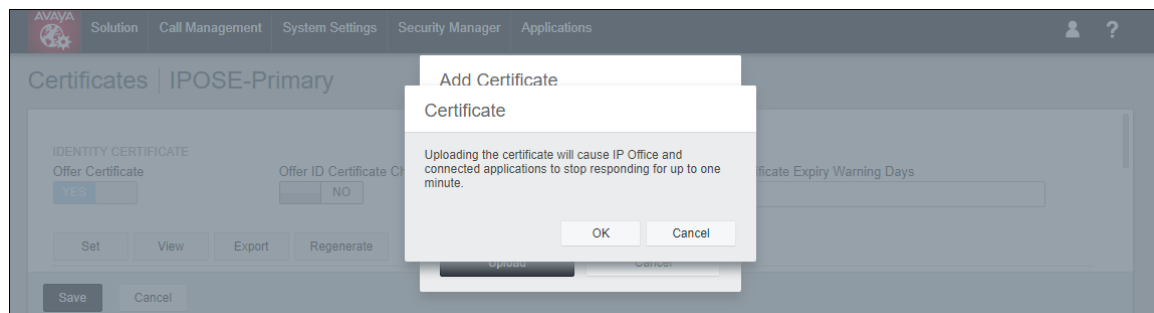 AVAYA
Solution Call Management System Settings Security Manager Applications ?
Certificates | IPOSE-Primary
Add Certificate
Certificate
IDENTITY CERTIFICATE
Offer Certificate Offer ID Certificate Ch ificate Expiry Warning Days
YES NO
Uploading the certificate will cause IP Office and
connected applications to stop responding for up to one
minute.
OK Cancel
Set View Export Regenerate
Upload Cancel
Save Cancel